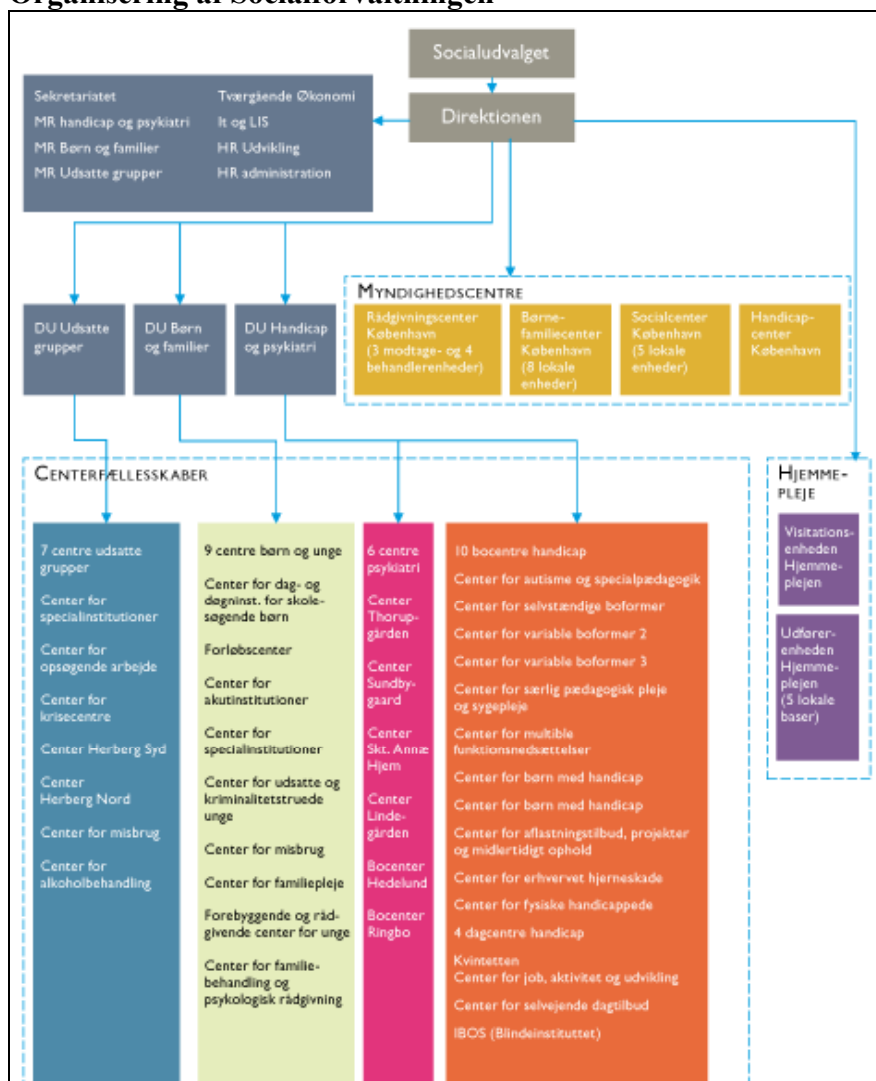 Organisering af Socialforvaltningen
Socialudvalget
Direktionen
Sekretariatet
MR handicap og psykiatri
MR Børn og familier
MR Udsatte grupper
Tværgående Økonomi
It og LIS
HR Udvikling
HR administration
DU Udsatte
grupper
DU Børn
og familier
DU Handicap
og psykiatri
MYNDIGHEDSCENTRE
Rådgivningscenter
København
(3 modtage- og 4
behandlerenheder)
Børne-
familiecenter
København
(8 lokale
enheder)
Socialcenter
København
(5 lokale
enheder)
Handicap-
center
København
CENTERFÆLLESSKABER
7 centre udsatte
grupper
Center for
specialinstitutioner
Center for
opsøgende arbejde
Center for
krisecentre
Center Herberg Syd
Center
Herberg Nord
Center for misbrug
Center for
alkoholbehandling
9 centre børn og unge
Center for dag- og
døgninst. for skole-
søgende børn
Forløbscenter
Center for
akutinstitutioner
Center for
specialinstitutioner
Center for udsatte og
kriminalitetstruede
unge
Center for misbrug
Center for familiepleje
Forebyggende og råd-
givende center for unge
Center for familie-
behandling og
psykologisk rådgivning
6 centre
psykiatri
Center
Thorup-
gården
Center
Sundby-
gaard
Center
Skt. Annæ
Hjem
Center
Linde-
gården
Bocenter
Hedelund
Bocenter
Ringbo
10 bocentre handicap
Center for autisme og specialpædagogik
Center for selvstændige boformer
Center for variable boformer 2
Center for variable boformer 3
Center for særlig pædagogisk pleje
og sygepleje
Center for multible
funktionsnedsættelser
Center for børn med handicap
Center for børn med handicap
Center for aflastningstilbud, projekter
og midlertidigt ophold
Center for erhvervet hjerneskade
Center for fysiske handicappede
4 dagcentre handicap
Kvintetten
Center for job, aktivitet og udvikling
Center for selvejende dagtilbud
IBOS (Blindeinstituttet)
HJEMME-
PLEJE
Visitations-
enheden
Hjemme-
plejen
Udfører-
enheden
Hjemme-
plejen
(5 lokale
baser)